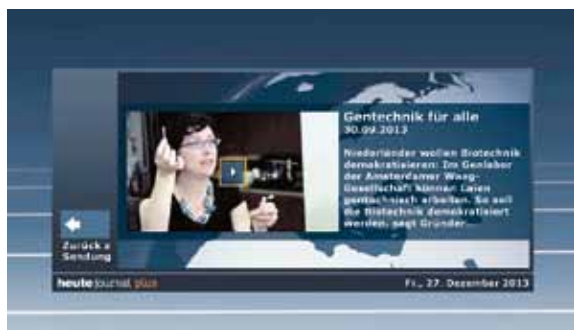 Gentechnik für alle
30.09.2013
Niederländer wollen Biotechnik
demokratisieren: Im Genlabor
der Amsterdamer Waag-
Gesellschaft können Laien
gentechnisch arbeiten. So soll
die Biotechnik demokratisiert
werden, sagt Gründer...
Zurück z
Sendung
heute journal plus
Fr., 27. Dezember 2013